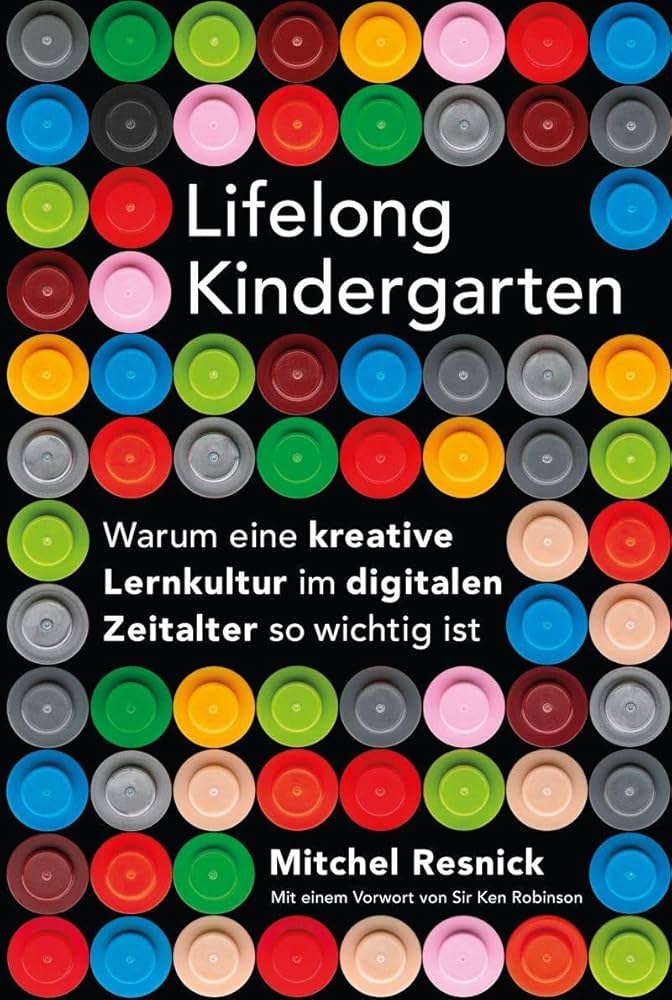 Lifelong
Kindergarten
Warum eine kreative
Lernkultur im digitalen
Zeitalter so wichtig ist
Mitchel Resnick
Mit einem Vorwort von Sir Ken Robinson